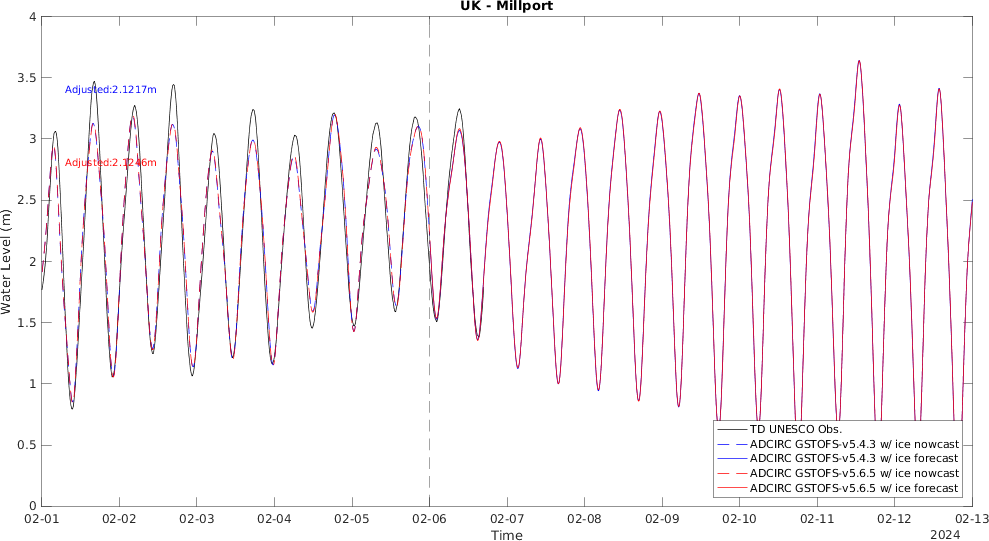 UK - Millport
4
3.5
3
2.5
2
1.5
1
0.5
0
Water Level (m)
Adjusted:2.1217m
Adjusted:2.1246m
TD UNESCO Obs.
ADCIRC GSTOFS-v5.4.3 w/ ice nowcast
ADCIRC GSTOFS-v5.4.3 w/ ice forecast
ADCIRC GSTOFS-v5.6.5 w/ ice nowcast
ADCIRC GSTOFS-v5.6.5 w/ ice forecast
02-01 02-02 02-03 02-04 02-05 02-06 02-07 02-08 02-09 02-10 02-11 02-12 02-13
Time
2024